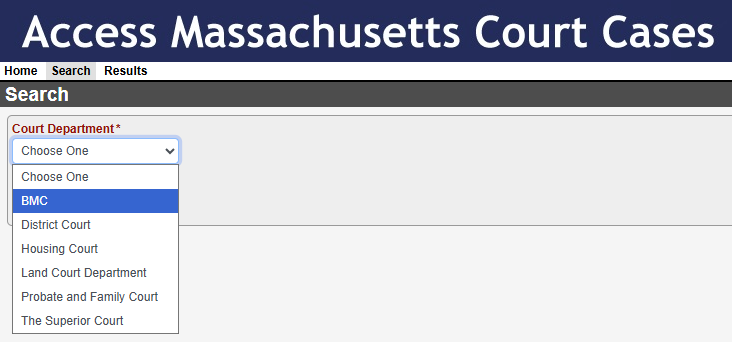 Access Massachusetts Court Cases
Home Search Results
Search
Court Department*
Choose One
Choose One
BMC
District Court
Housing Court
Land Court Department
Probate and Family Court
The Superior Court